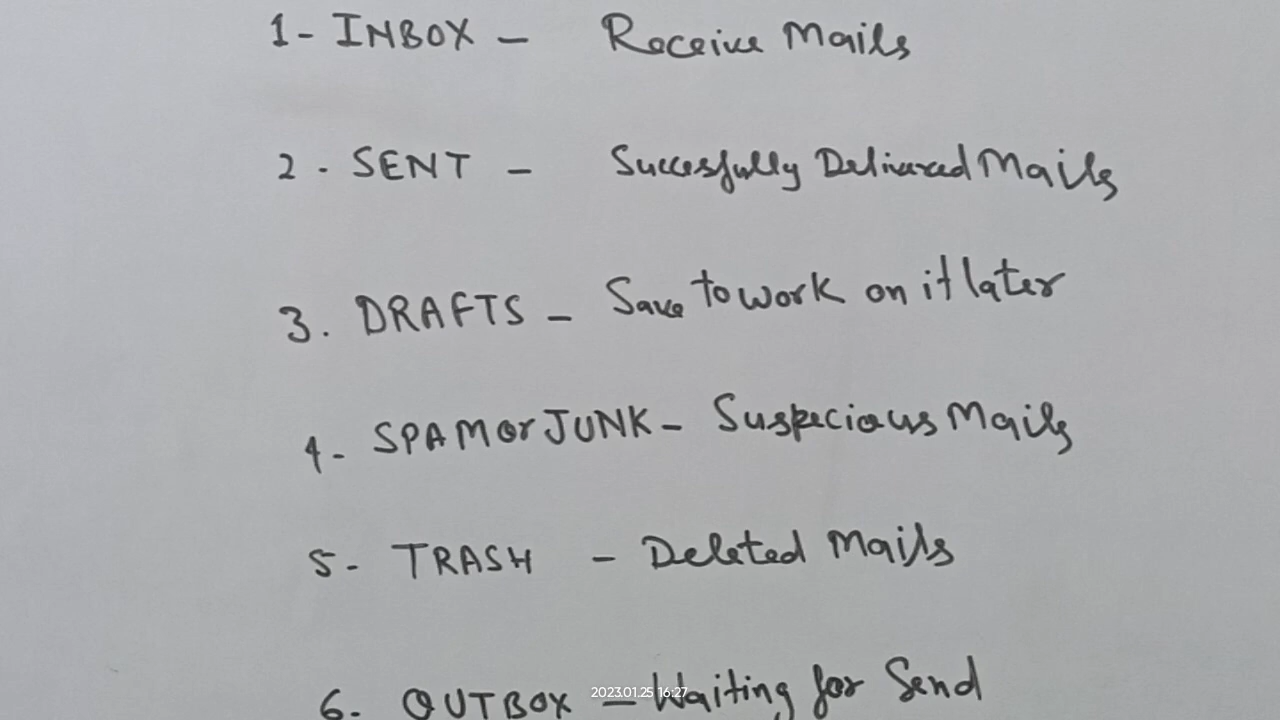 1- INBOX - Receive Mails
2. SENT - Succesfully Delivered Mails
3. DRAFTS - Save to work on it later
4- SPAM or JUNK - Suspecious Mails
5- TRASH - Deleted Mails
6. OUTBOX - Waiting for Send
2023.01.25 16:27